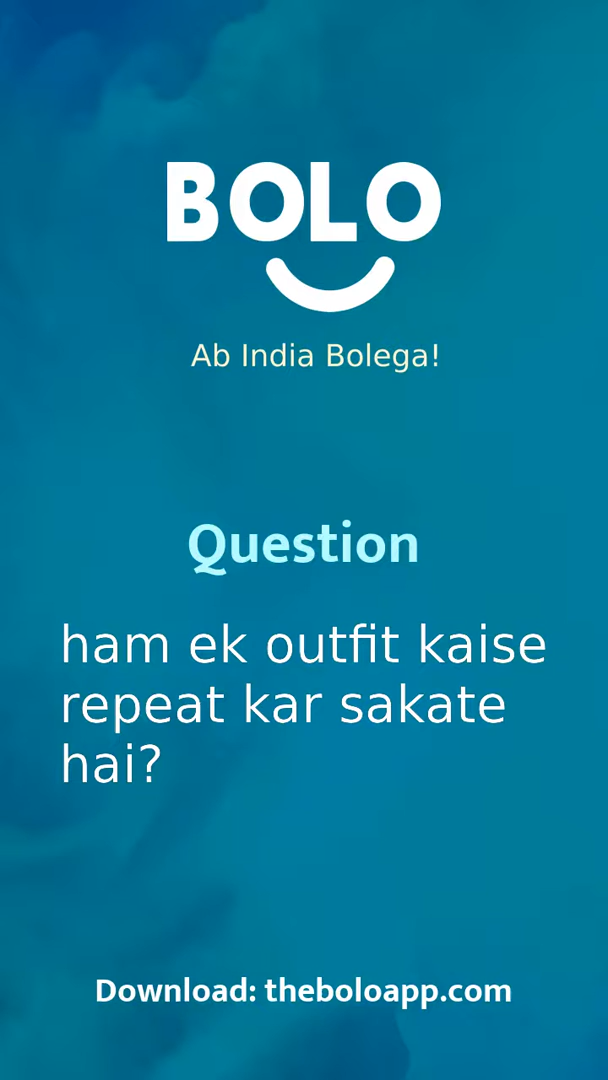 BOLO
Ab India Bolega!
Question
ham ek outfit kaise
repeat kar sakate
hai?
Download: theboloapp.com